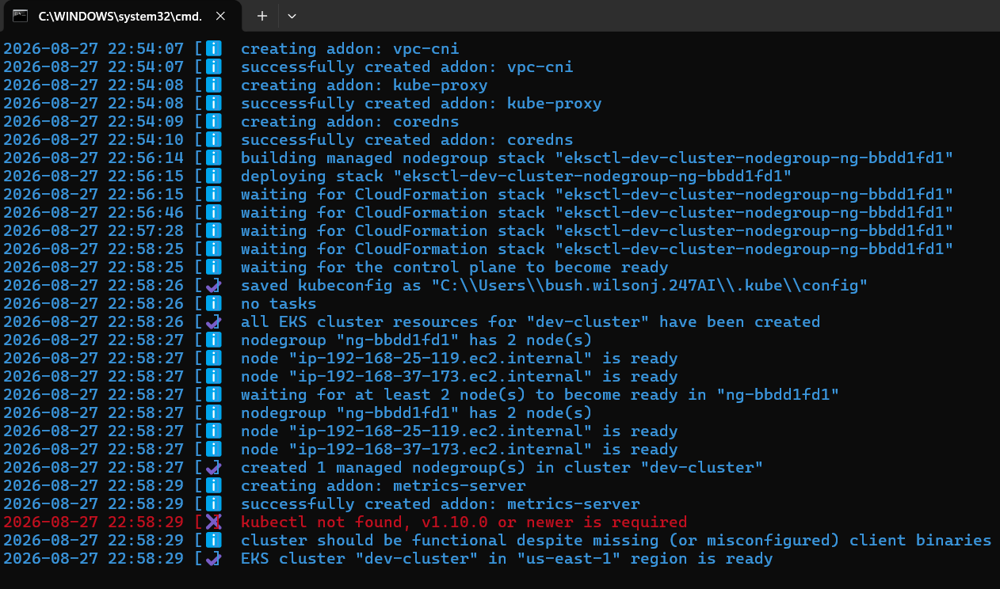 C:\WINDOWS\system32\cmd.
2026-08-27 22:54:07 [ℹ]  creating addon: vpc-cni
2026-08-27 22:54:07 [ℹ]  successfully created addon: vpc-cni
2026-08-27 22:54:08 [ℹ]  creating addon: kube-proxy
2026-08-27 22:54:08 [ℹ]  successfully created addon: kube-proxy
2026-08-27 22:54:09 [ℹ]  creating addon: coredns
2026-08-27 22:54:10 [ℹ]  successfully created addon: coredns
2026-08-27 22:56:14 [ℹ]  building managed nodegroup stack "eksctl-dev-cluster-nodegroup-ng-bbdd1fd1"
2026-08-27 22:56:15 [ℹ]  deploying stack "eksctl-dev-cluster-nodegroup-ng-bbdd1fd1"
2026-08-27 22:56:15 [ℹ]  waiting for CloudFormation stack "eksctl-dev-cluster-nodegroup-ng-bbdd1fd1"
2026-08-27 22:56:46 [ℹ]  waiting for CloudFormation stack "eksctl-dev-cluster-nodegroup-ng-bbdd1fd1"
2026-08-27 22:57:28 [ℹ]  waiting for CloudFormation stack "eksctl-dev-cluster-nodegroup-ng-bbdd1fd1"
2026-08-27 22:58:25 [ℹ]  waiting for CloudFormation stack "eksctl-dev-cluster-nodegroup-ng-bbdd1fd1"
2026-08-27 22:58:25 [ℹ]  waiting for the control plane to become ready
2026-08-27 22:58:26 [✔]  saved kubeconfig as "C:\\Users\\bush.wilsonj.247AI\\.kube\\config"
2026-08-27 22:58:26 [ℹ]  no tasks
2026-08-27 22:58:26 [✔]  all EKS cluster resources for "dev-cluster" have been created
2026-08-27 22:58:27 [ℹ]  nodegroup "ng-bbdd1fd1" has 2 node(s)
2026-08-27 22:58:27 [ℹ]  node "ip-192-168-25-119.ec2.internal" is ready
2026-08-27 22:58:27 [ℹ]  node "ip-192-168-37-173.ec2.internal" is ready
2026-08-27 22:58:27 [ℹ]  waiting for at least 2 node(s) to become ready in "ng-bbdd1fd1"
2026-08-27 22:58:27 [ℹ]  nodegroup "ng-bbdd1fd1" has 2 node(s)
2026-08-27 22:58:27 [ℹ]  node "ip-192-168-25-119.ec2.internal" is ready
2026-08-27 22:58:27 [ℹ]  node "ip-192-168-37-173.ec2.internal" is ready
2026-08-27 22:58:27 [✔]  created 1 managed nodegroup(s) in cluster "dev-cluster"
2026-08-27 22:58:29 [ℹ]  creating addon: metrics-server
2026-08-27 22:58:29 [ℹ]  successfully created addon: metrics-server
2026-08-27 22:58:29 [✖]  kubectl not found, v1.10.0 or newer is required
2026-08-27 22:58:29 [ℹ]  cluster should be functional despite missing (or misconfigured) client binaries
2026-08-27 22:58:29 [✔]  EKS cluster "dev-cluster" in "us-east-1" region is ready